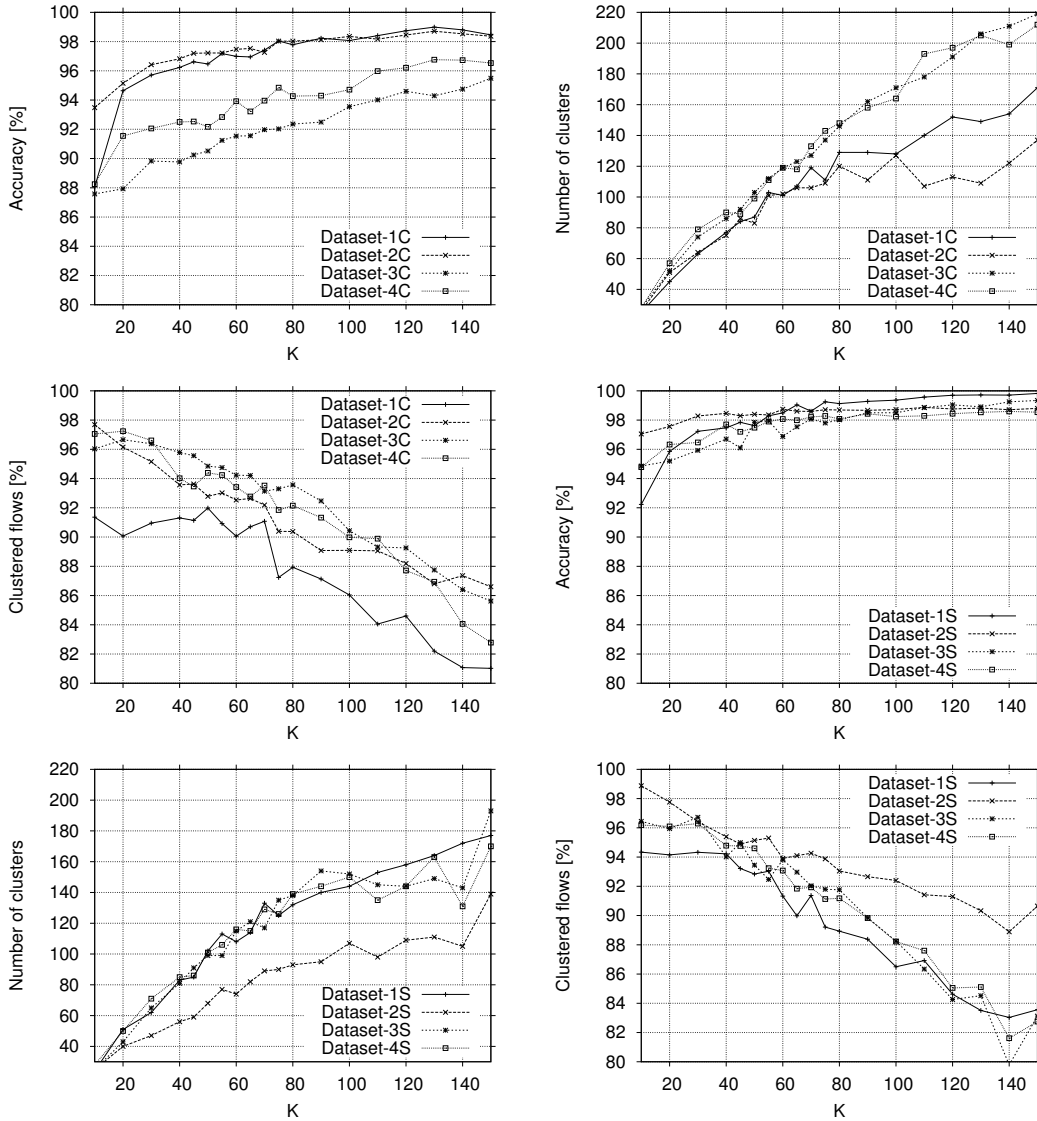 Accuracy [%]
100
98
96
94
92
90
88
86
84
82
80
20 40 60 80 100 120 140
K
Dataset-1C
Dataset-2C
Dataset-3C
Dataset-4C
Number of clusters
220
200
180
160
140
120
100
80
60
40
20 40 60 80 100 120 140
K
Dataset-1C
Dataset-2C
Dataset-3C
Dataset-4C
Clustered flows [%]
100
98
96
94
92
90
88
86
84
82
80
20 40 60 80 100 120 140
K
Dataset-1C
Dataset-2C
Dataset-3C
Dataset-4C
Accuracy [%]
100
98
96
94
92
90
88
86
84
82
80
20 40 60 80 100 120 140
K
Dataset-1S
Dataset-2S
Dataset-3S
Dataset-4S
Number of clusters
220
200
180
160
140
120
100
80
60
40
20 40 60 80 100 120 140
K
Dataset-1S
Dataset-2S
Dataset-3S
Dataset-4S
Clustered flows [%]
100
98
96
94
92
90
88
86
84
82
80
20 40 60 80 100 120 140
K
Dataset-1S
Dataset-2S
Dataset-3S
Dataset-4S